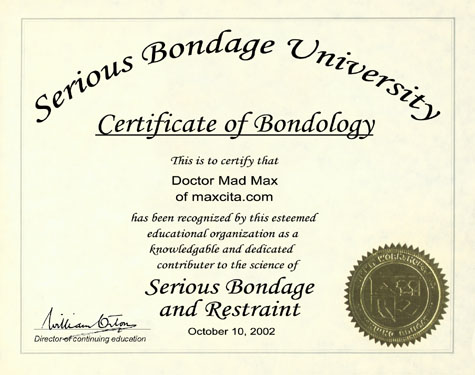 Serious Bondage University
Certificate of Bondology
This is to certify that
Doctor Mad Max
of maxcita.com
has been recognized by this esteemed
educational organization as a
knowledgable and dedicated
contributer to the science of
Serious Bondage
and Restraint
October 10, 2002
William
Director of continuing education